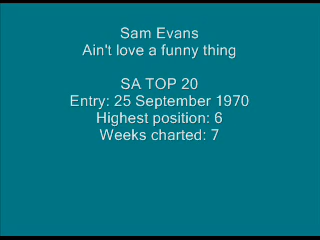 Sam Evans
Ain't love a funny thing
SA TOP 20
Entry: 25 September 1970
Highest position: 6
Weeks charted: 7